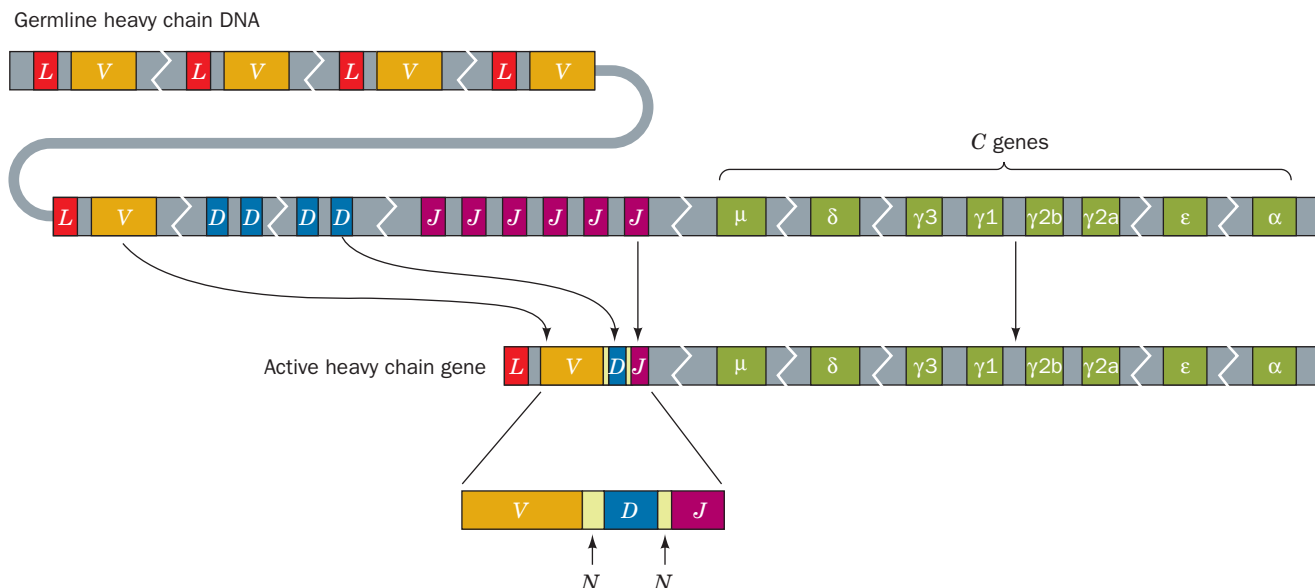 Germline heavy chain DNA
L V L V L V L V
C genes
L V D D D D J J J J J J μ δ γ3 γ1 γ2b γ2a ε α
Active heavy chain gene L V D J μ δ γ3 γ1 γ2b γ2a ε α
V D J
N N